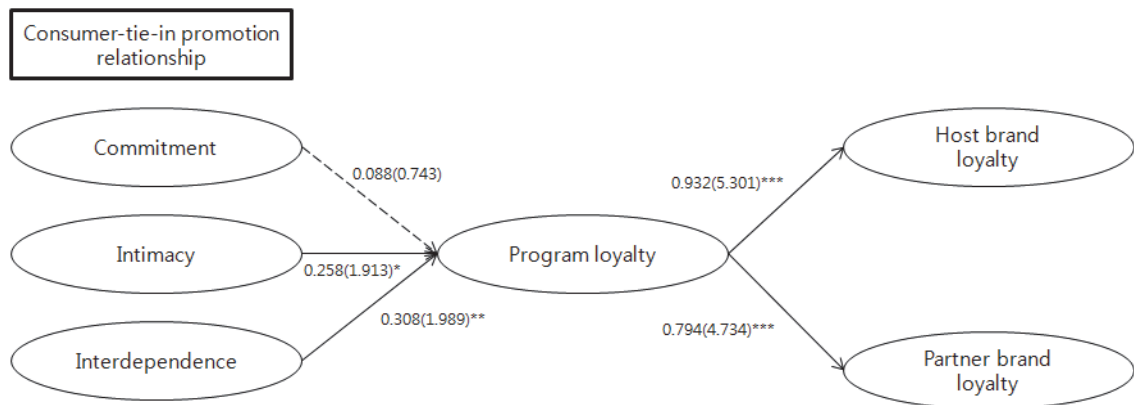 Consumer-tie-in promotion
relationship
Commitment
Host brand
loyalty
0.088(0.743)
0.932(5.301)***
Intimacy
Program loyalty
0.258(1.913)*
0.308(1.989)**
0.794(4.734)***
Interdependence
Partner brand
loyalty